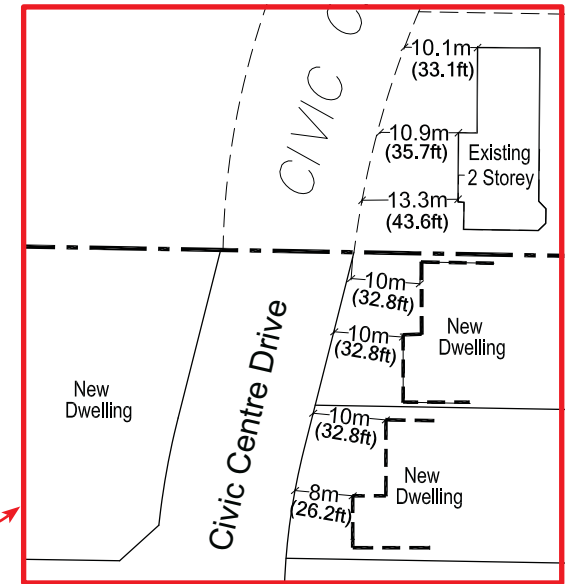 CIVIC C
10.1m
(33.1ft)
10.9m
(35.7ft)
Existing
2 Storey
13.3m
(43.6ft)
10m
(32.8ft)
10m
(32.8ft)
New
Dwelling
New
Dwelling
Civic Centre Drive
10m
(32.8ft)
8m
(26.2ft)
New
Dwelling